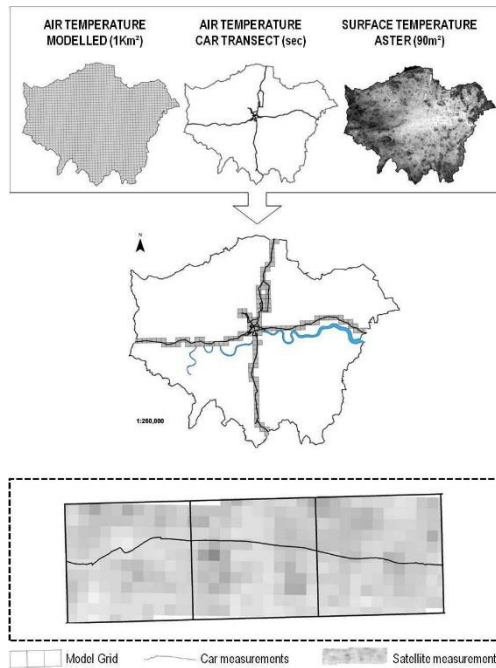 AIR TEMPERATURE
MODELLED (1Km²)
AIR TEMPERATURE
CAR TRANSECT (sec)
SURFACE TEMPERATURE
ASTER (90m²)
N
1:250,000
Model Grid
Car measurements
Satellite measurement